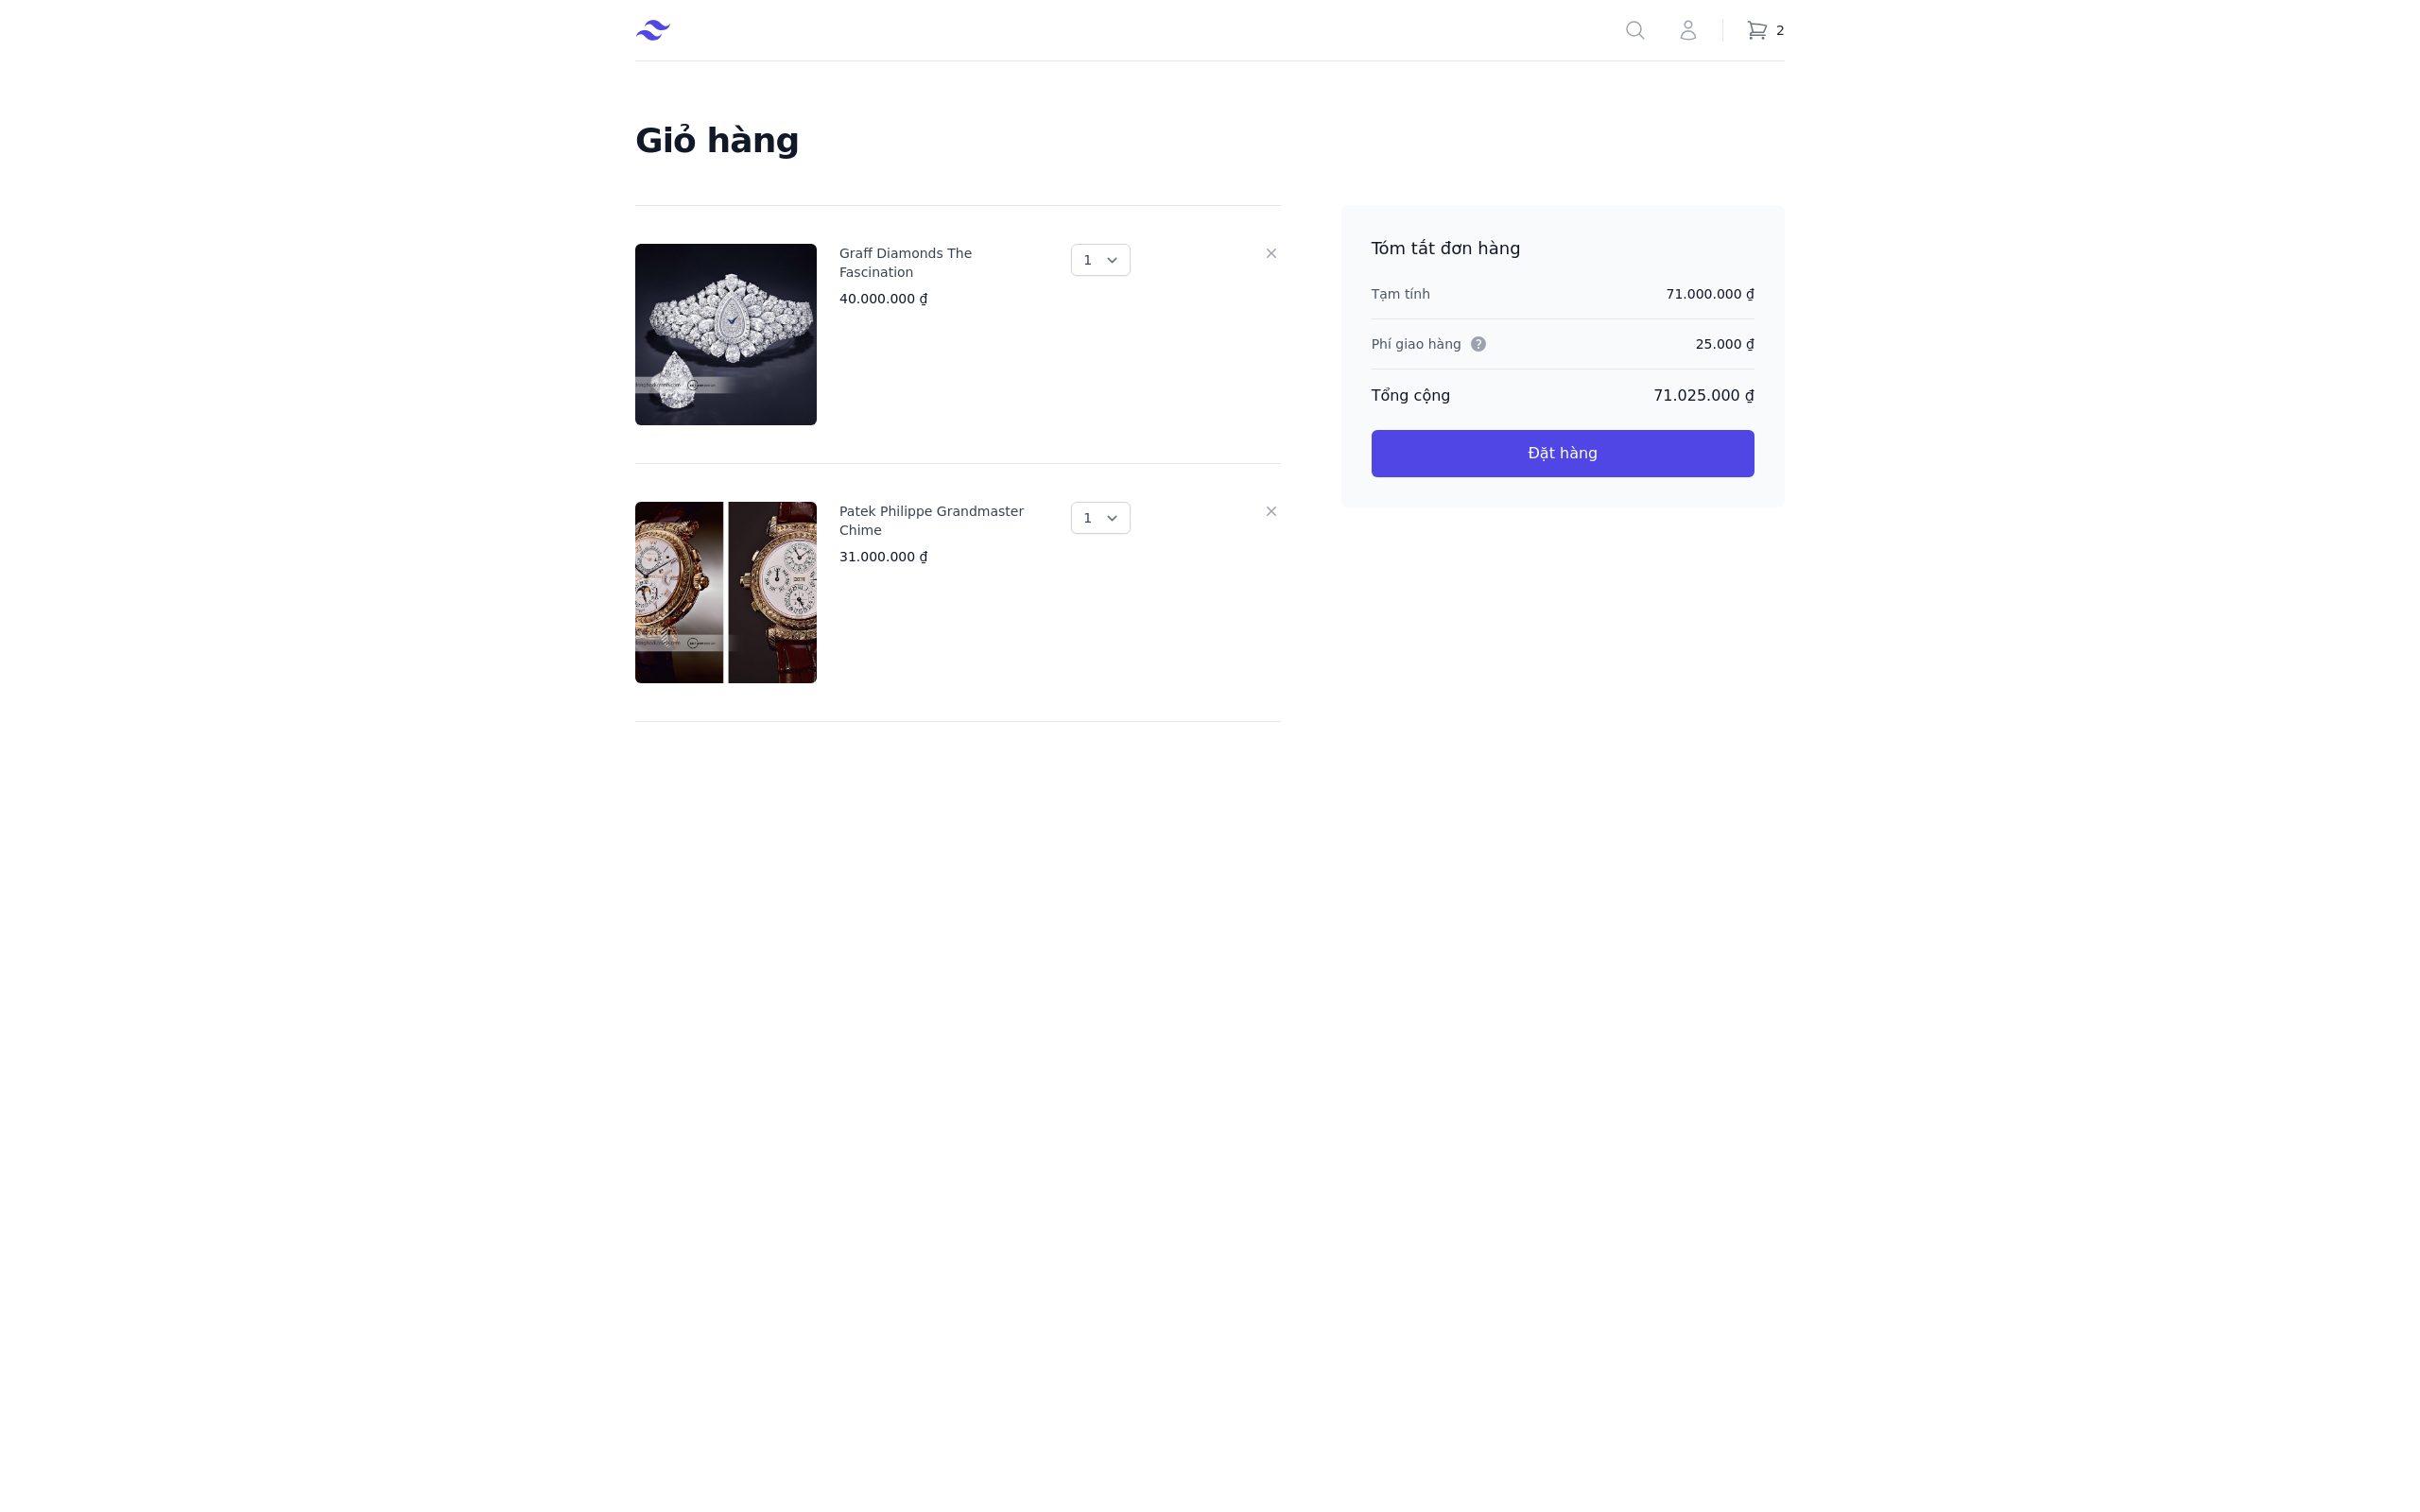 2
Giỏ hàng
Graff Diamonds The
Fascination
40.000.000 ₫
1
Patek Philippe Grandmaster
Chime
31.000.000 ₫
1
Tóm tắt đơn hàng
Tạm tính 71.000.000 ₫
Phí giao hàng ? 25.000 ₫
Tổng cộng 71.025.000 ₫
Đặt hàng